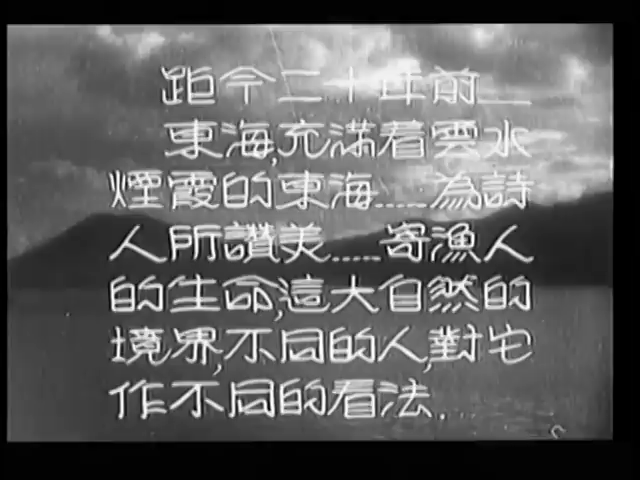 距今二十年前__
東海,充滿着雲水
煙霞的東海.....為詩
人所讃美.....寄漁人
的生命,這大自然的
境界,不同的人,對它
作不同的看法...